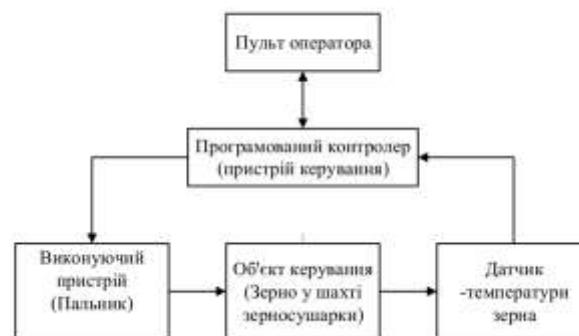 Пульт оператора
Програмований контролер
(пристрій керування)
Виконуючий
пристрій
(Пальник)
Об'єкт керування
(Зерно у шахті
зерносушарки)
Датчик
-температури
зерна